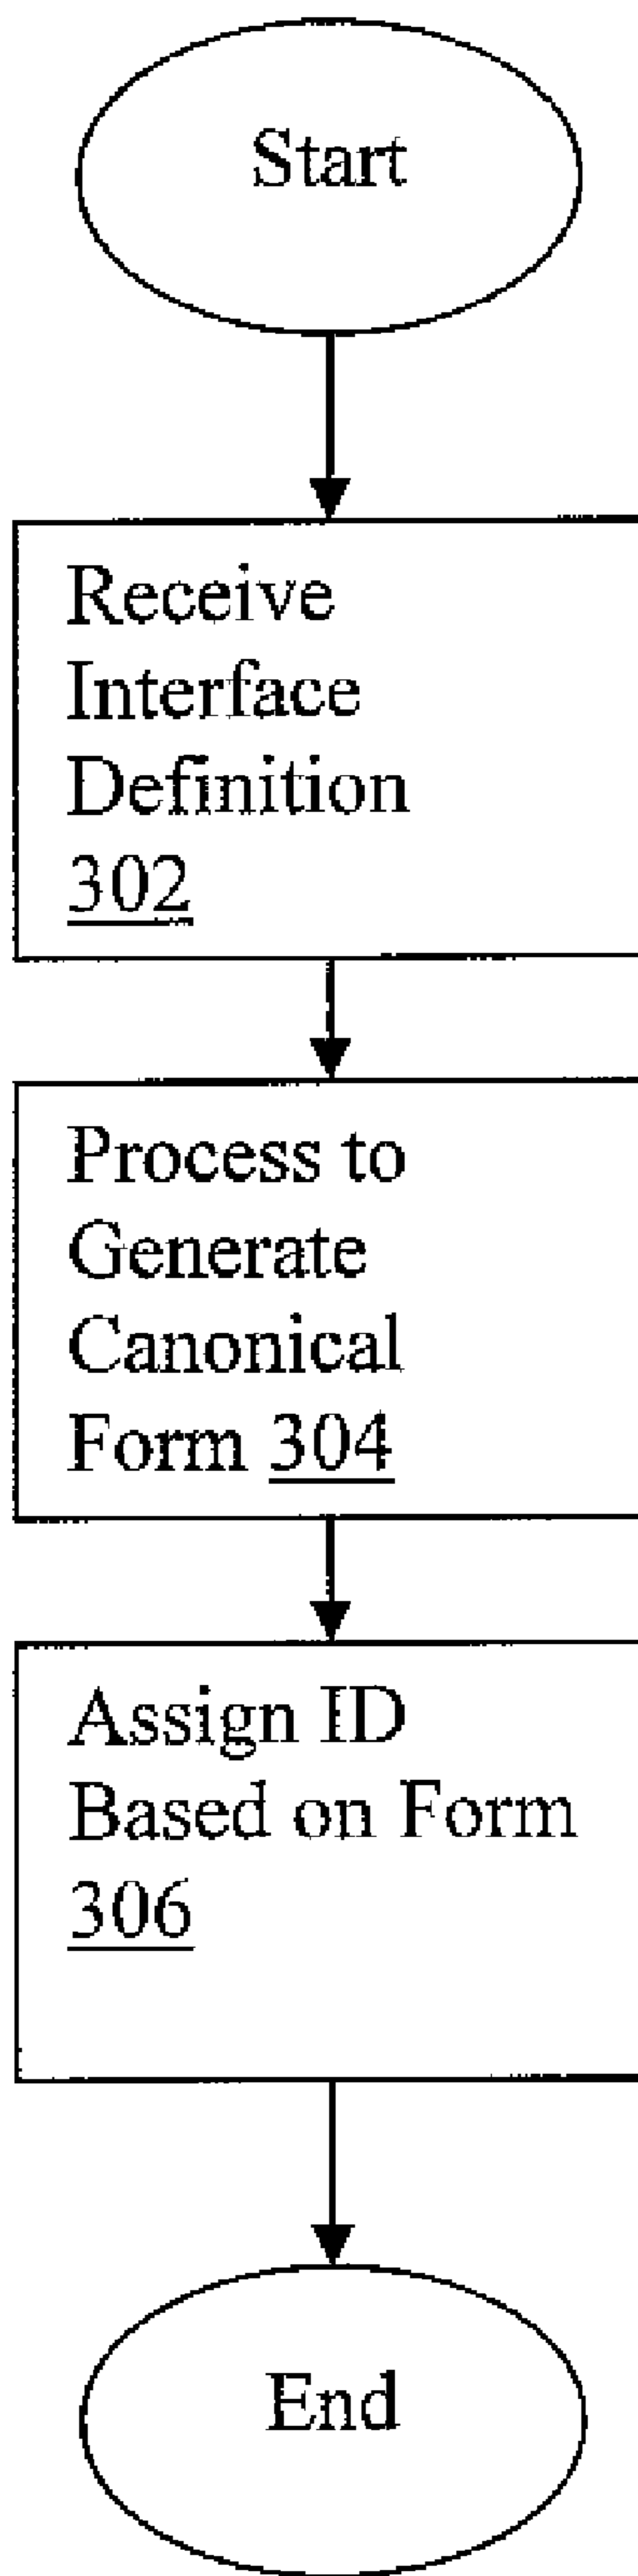 Start
Receive
Interface
Definition
302
Process to
Generate
Canonical
Form 304
Assign ID
Based on Form
306
End